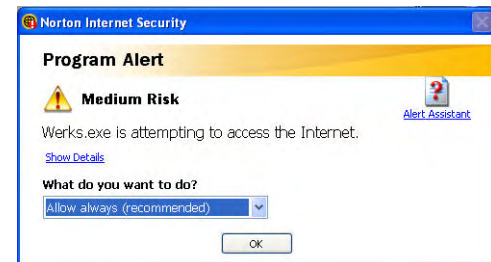 Norton Internet Security
Program Alert
Medium Risk
Alert Assistant
Werks.exe is attempting to access the Internet.
Show Details
What do you want to do?
Allow always (recommended)
OK